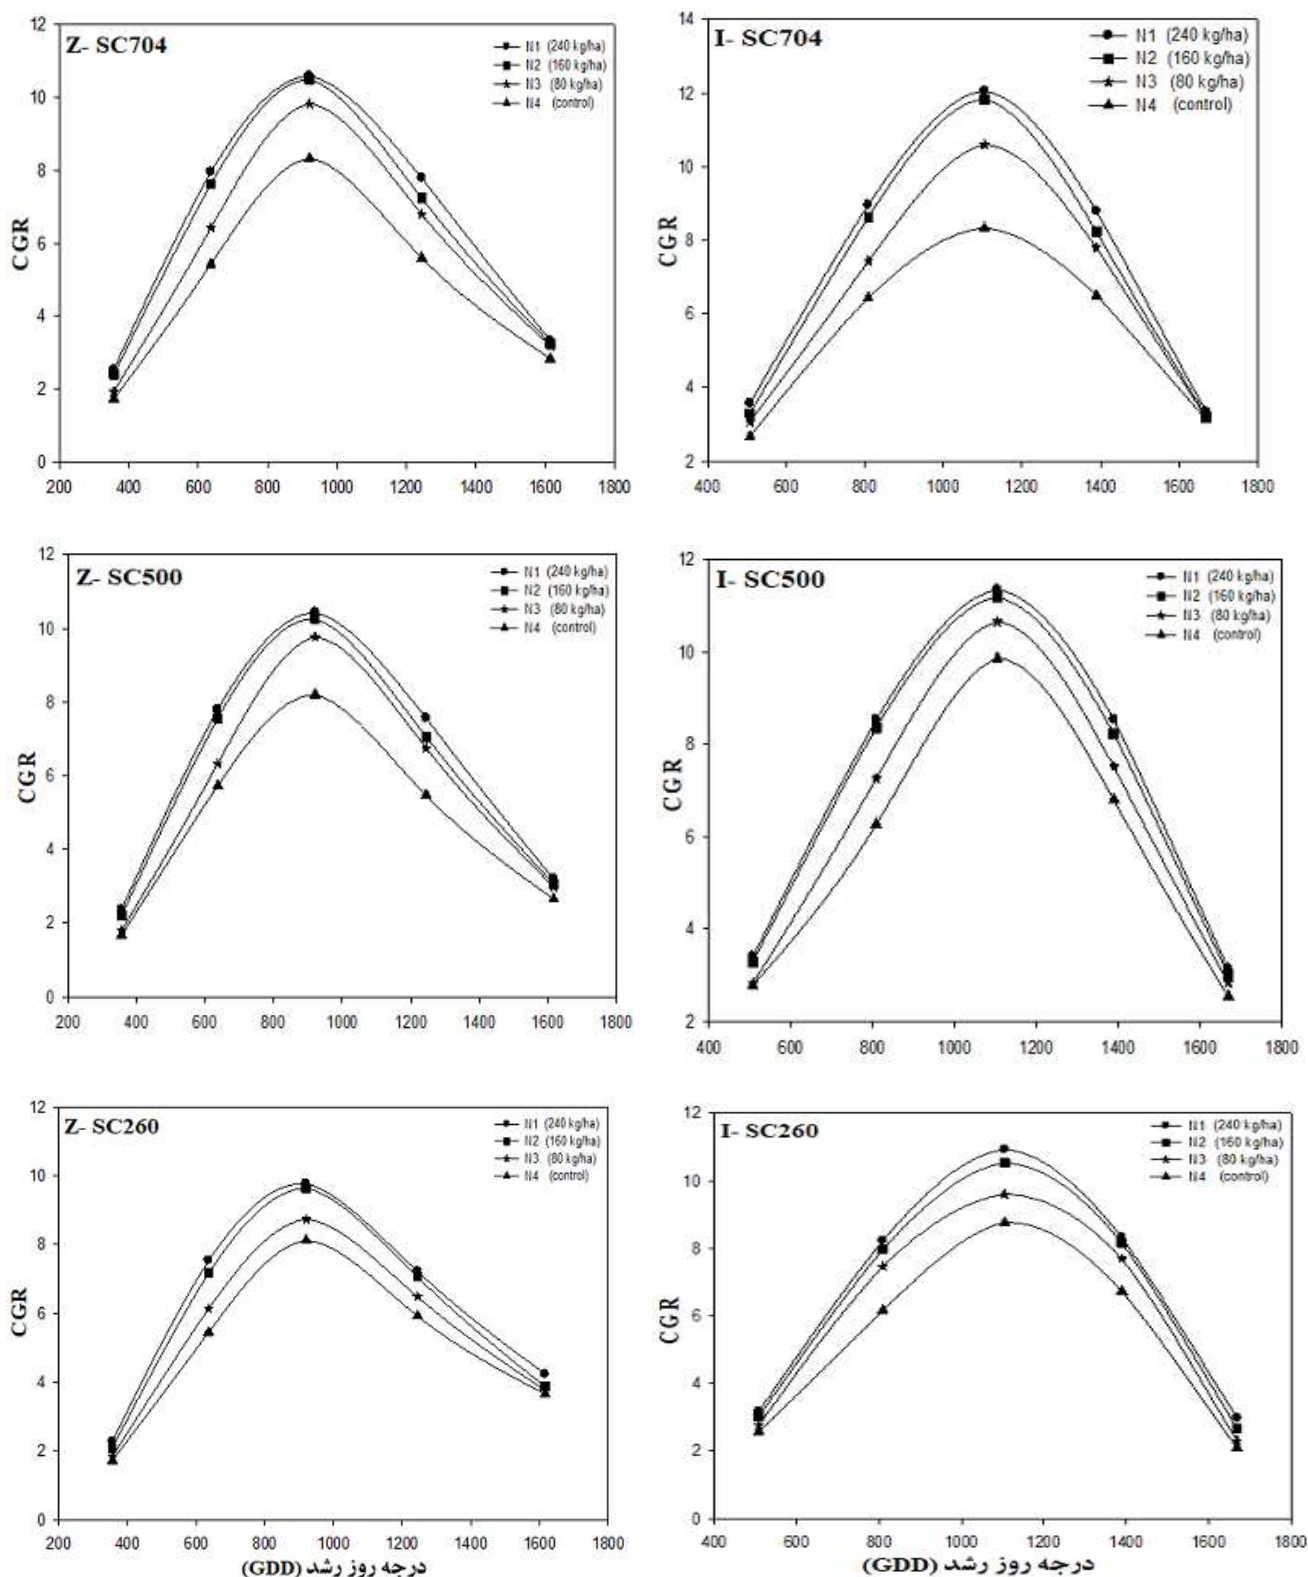 Z- SC704
N1 (240 kg/ha)
N2 (160 kg/ha)
N3 (80 kg/ha)
N4 (control)
CGR
12
10
8
6
4
2
0
200 400 600 800 1000 1200 1400 1600 1800
I- SC704
N1 (240 kg/ha)
N2 (160 kg/ha)
N3 (80 kg/ha)
N4 (control)
CGR
14
12
10
8
6
4
2
400 600 800 1000 1200 1400 1600 1800
Z- SC500
N1 (240 kg/ha)
N2 (160 kg/ha)
N3 (80 kg/ha)
N4 (control)
CGR
12
10
8
6
4
2
0
200 400 600 800 1000 1200 1400 1600 1800
I- SC500
N1 (240 kg/ha)
N2 (160 kg/ha)
N3 (80 kg/ha)
N4 (control)
CGR
12
10
8
6
4
2
400 600 800 1000 1200 1400 1600 1800
Z- SC260
N1 (240 kg/ha)
N2 (160 kg/ha)
N3 (80 kg/ha)
N4 (control)
CGR
12
10
8
6
4
2
0
200 400 600 800 1000 1200 1400 1600 1800
درجه روز رشد (GDD)
I- SC260
N1 (240 kg/ha)
N2 (160 kg/ha)
N3 (80 kg/ha)
N4 (control)
CGR
12
10
8
6
4
2
0
400 600 800 1000 1200 1400 1600 1800
درجه روز رشد (GDD)